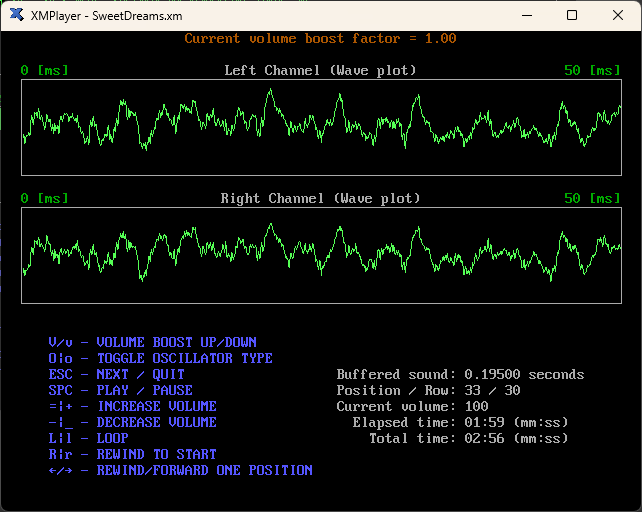 XMPlayer - SweetDreams.xm
Current volume boost factor = 1.00
0 [ms] Left Channel (Wave plot) 50 [ms]
0 [ms] Right Channel (Wave plot) 50 [ms]
V/v - VOLUME BOOST UP/DOWN
O¦o - TOGGLE OSCILLATOR TYPE
ESC - NEXT / QUIT
SPC - PLAY / PAUSE
=¦+ - INCREASE VOLUME
-¦_ - DECREASE VOLUME
L¦l - LOOP
R¦r - REWIND TO START
←/→ - REWIND/FORWARD ONE POSITION
Buffered sound: 0.19500 seconds
Position / Row: 33 / 30
Current volume: 100
Elapsed time: 01:59 (mm:ss)
Total time: 02:56 (mm:ss)